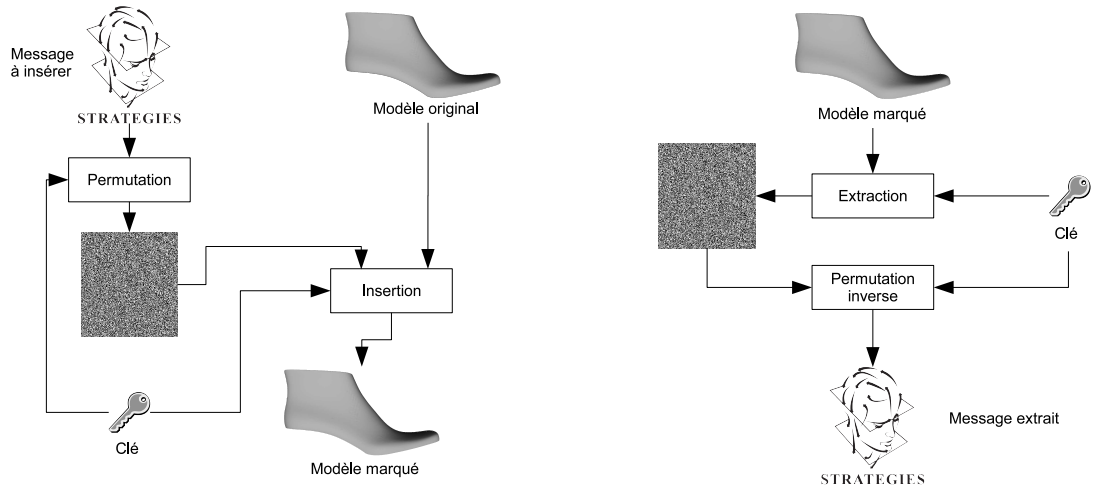 Message
à insérer
STRATEGIES
Modèle original
Permutation
Insertion
Clé
Modèle marqué
Modèle marqué
Extraction
Clé
Permutation
inverse
Message extrait
STRATEGIES